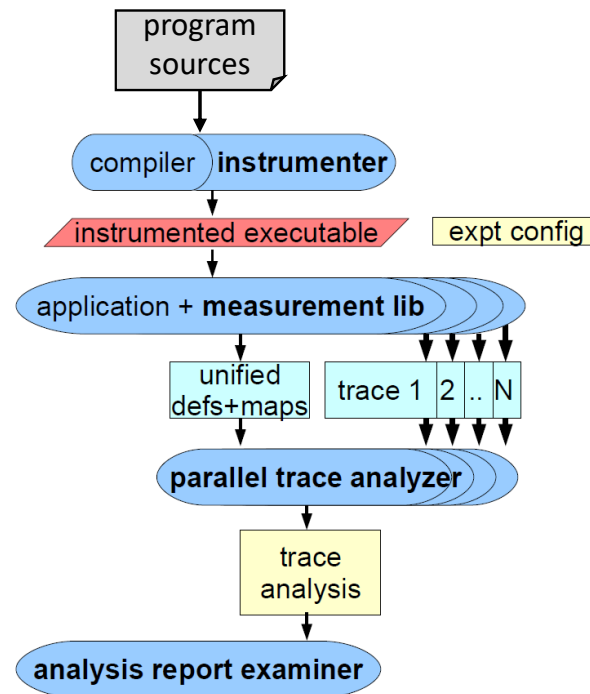 program
sources
compiler instrumenter
instrumented executable
expt config
application + measurement lib
unified
defs+maps
trace 1 2 .. N
parallel trace analyzer
trace
analysis
analysis report examiner